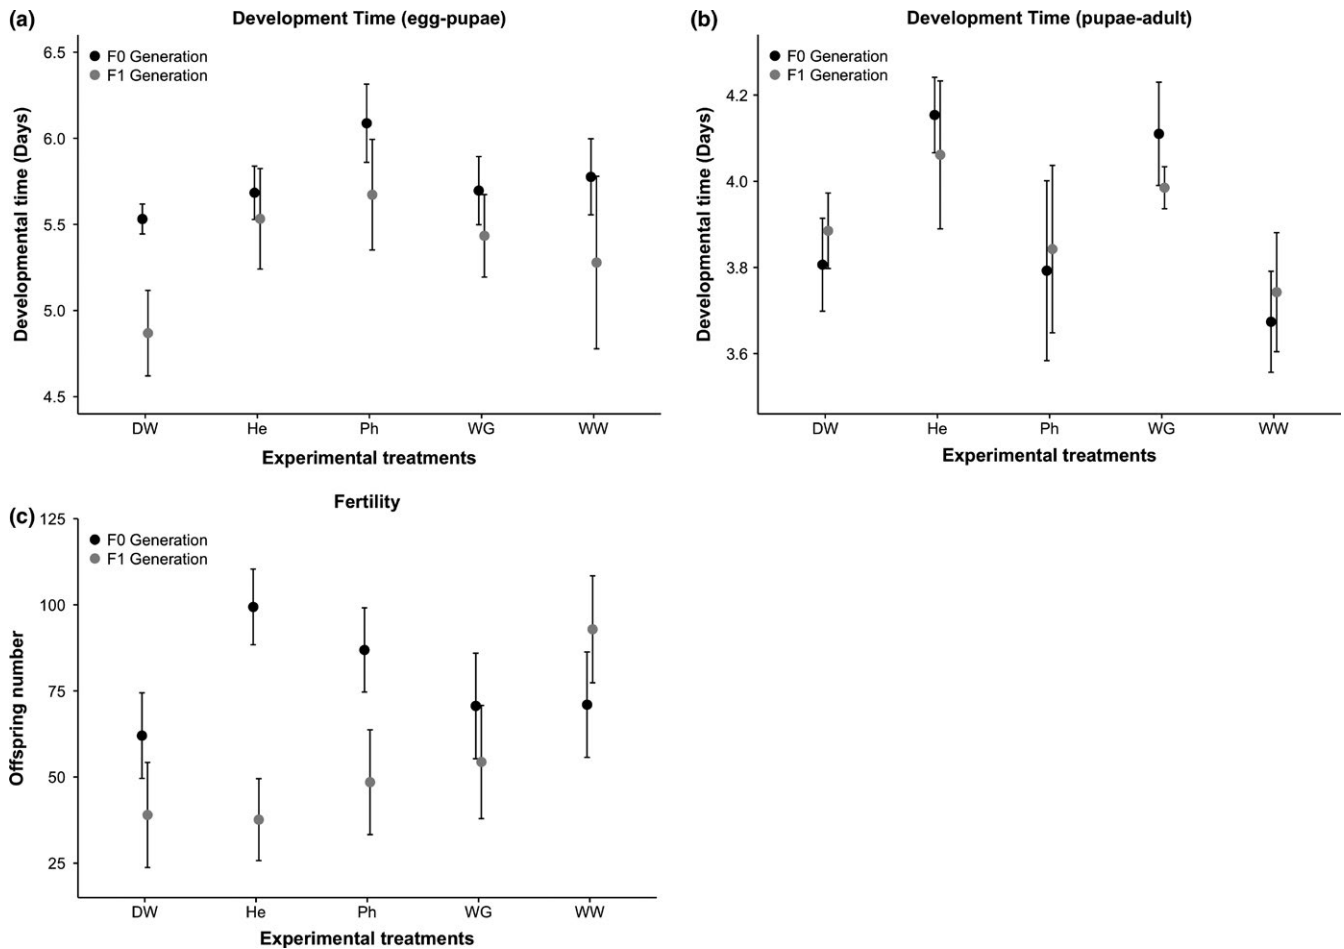 (a)
Development Time (egg-pupae)
F0 Generation
F1 Generation
Developmental time (Days)
6.5
6.0
5.5
5.0
4.5
DW He Ph WG WW
Experimental treatments
(b)
Development Time (pupae-adult)
F0 Generation
F1 Generation
Developmental time (Days)
4.2
4.0
3.8
3.6
DW He Ph WG WW
Experimental treatments
(c)
Fertility
F0 Generation
F1 Generation
Offspring number
125
100
75
50
25
DW He Ph WG WW
Experimental treatments